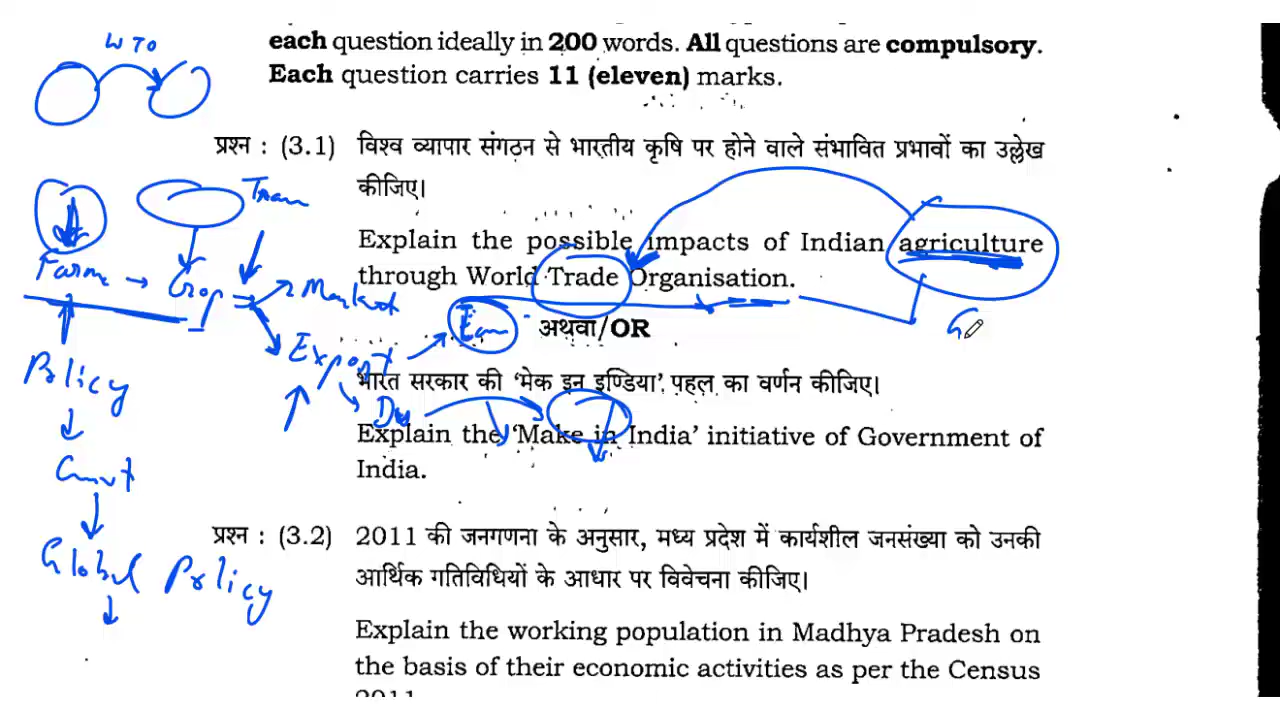 each question ideally in 200 words. All questions are compulsory.
Each question carries 11 (eleven) marks.
WTO
प्रश्न : (3.1) विश्व व्यापार संगठन से भारतीय कृषि पर होने वाले संभावित प्रभावों का उल्लेख
कीजिए।
Explain the possible impacts of Indian agriculture
through World Trade Organisation.
अथवा/OR
भारत सरकार की ‘मेक इन इण्डिया’ पहल का वर्णन कीजिए।
Explain the ‘Make in India’ initiative of Government of
India.
Farm → Crop
Market
Export
Policy
Govt
Global Policy
प्रश्न : (3.2) 2011 की जनगणना के अनुसार, मध्य प्रदेश में कार्यशील जनसंख्या को उनकी
आर्थिक गतिविधियों के आधार पर विवेचना कीजिए।
Explain the working population in Madhya Pradesh on
the basis of their economic activities as per the Census
2011